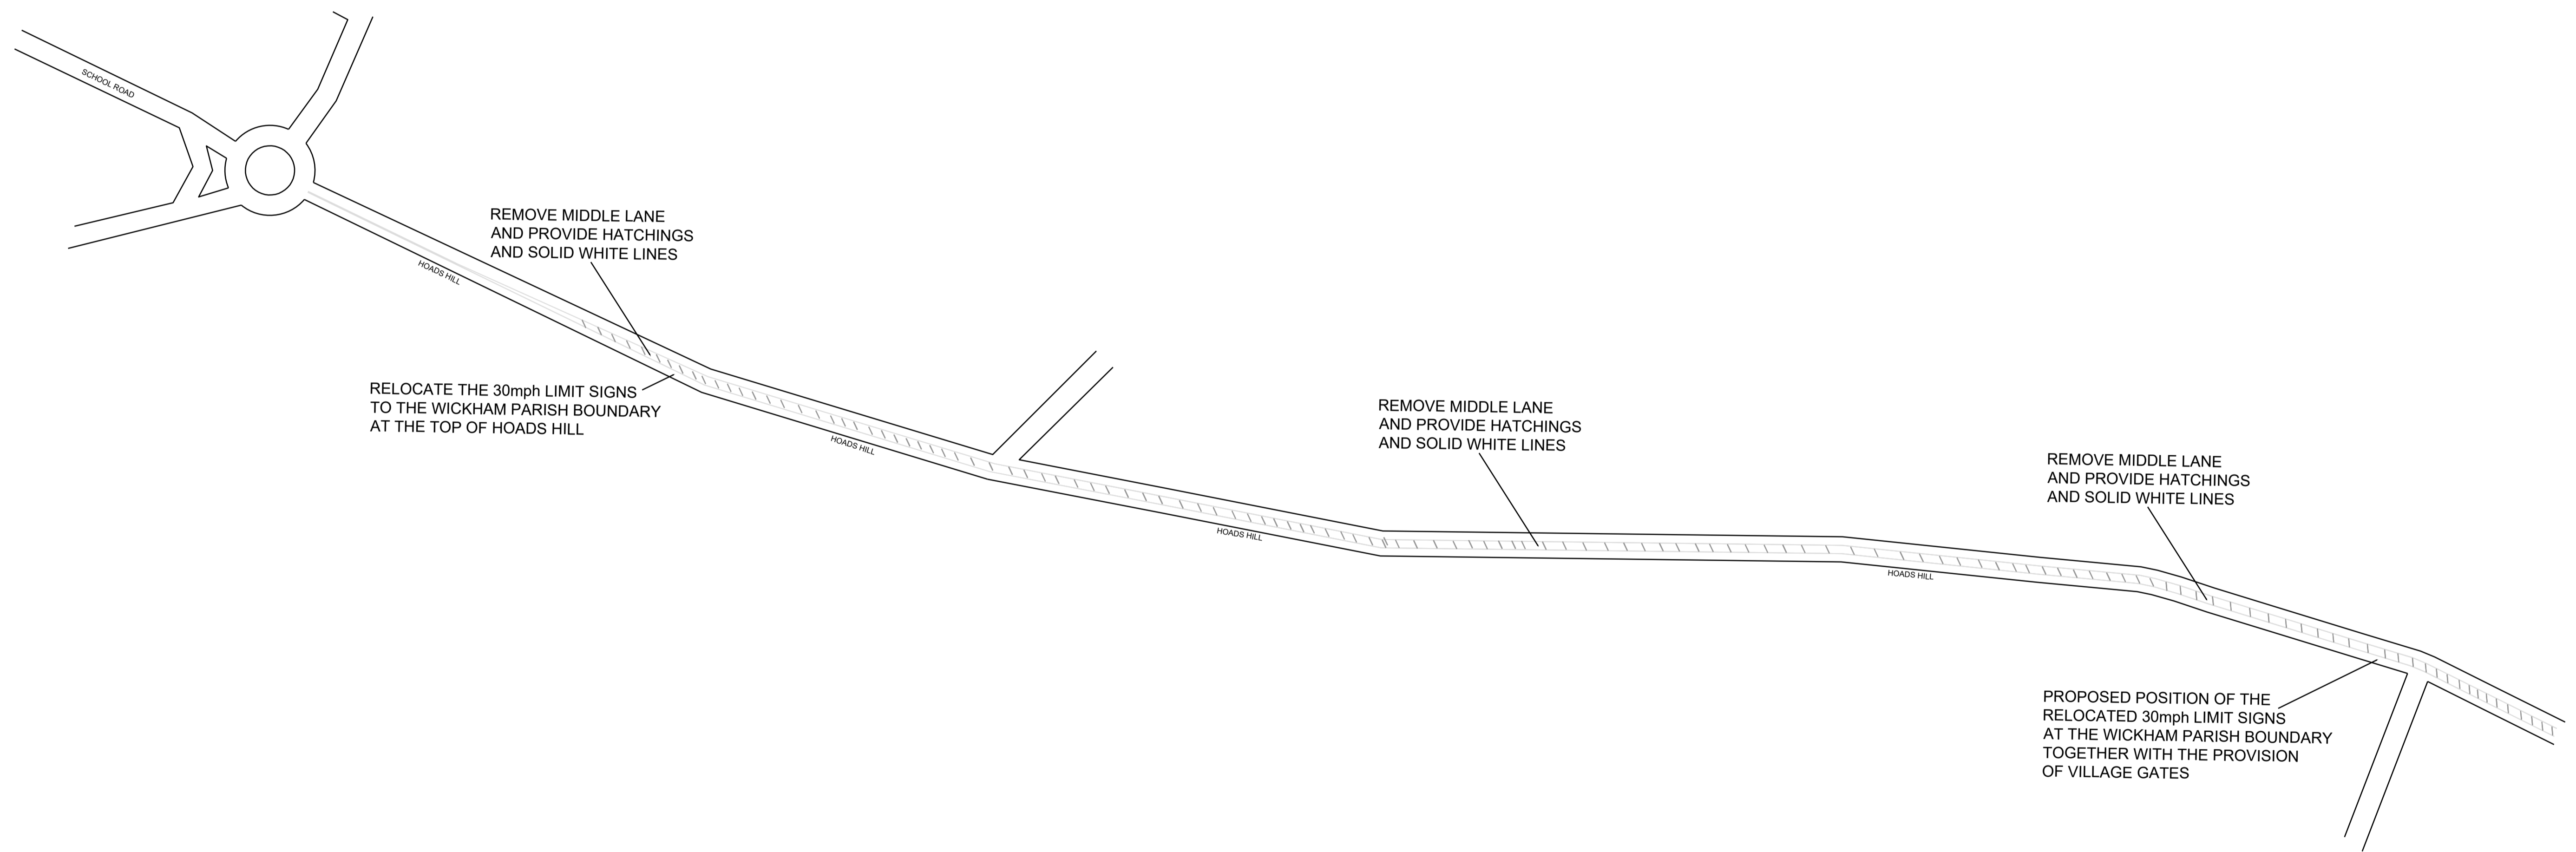 SCHOOL ROAD
REMOVE MIDDLE LANE
AND PROVIDE HATCHINGS
AND SOLID WHITE LINES
HOADS HILL
RELOCATE THE 30mph LIMIT SIGNS
TO THE WICKHAM PARISH BOUNDARY
AT THE TOP OF HOADS HILL
HOADS HILL
HOADS HILL
REMOVE MIDDLE LANE
AND PROVIDE HATCHINGS
AND SOLID WHITE LINES
HOADS HILL
REMOVE MIDDLE LANE
AND PROVIDE HATCHINGS
AND SOLID WHITE LINES
PROPOSED POSITION OF THE
RELOCATED 30mph LIMIT SIGNS
AT THE WICKHAM PARISH BOUNDARY
TOGETHER WITH THE PROVISION
OF VILLAGE GATES